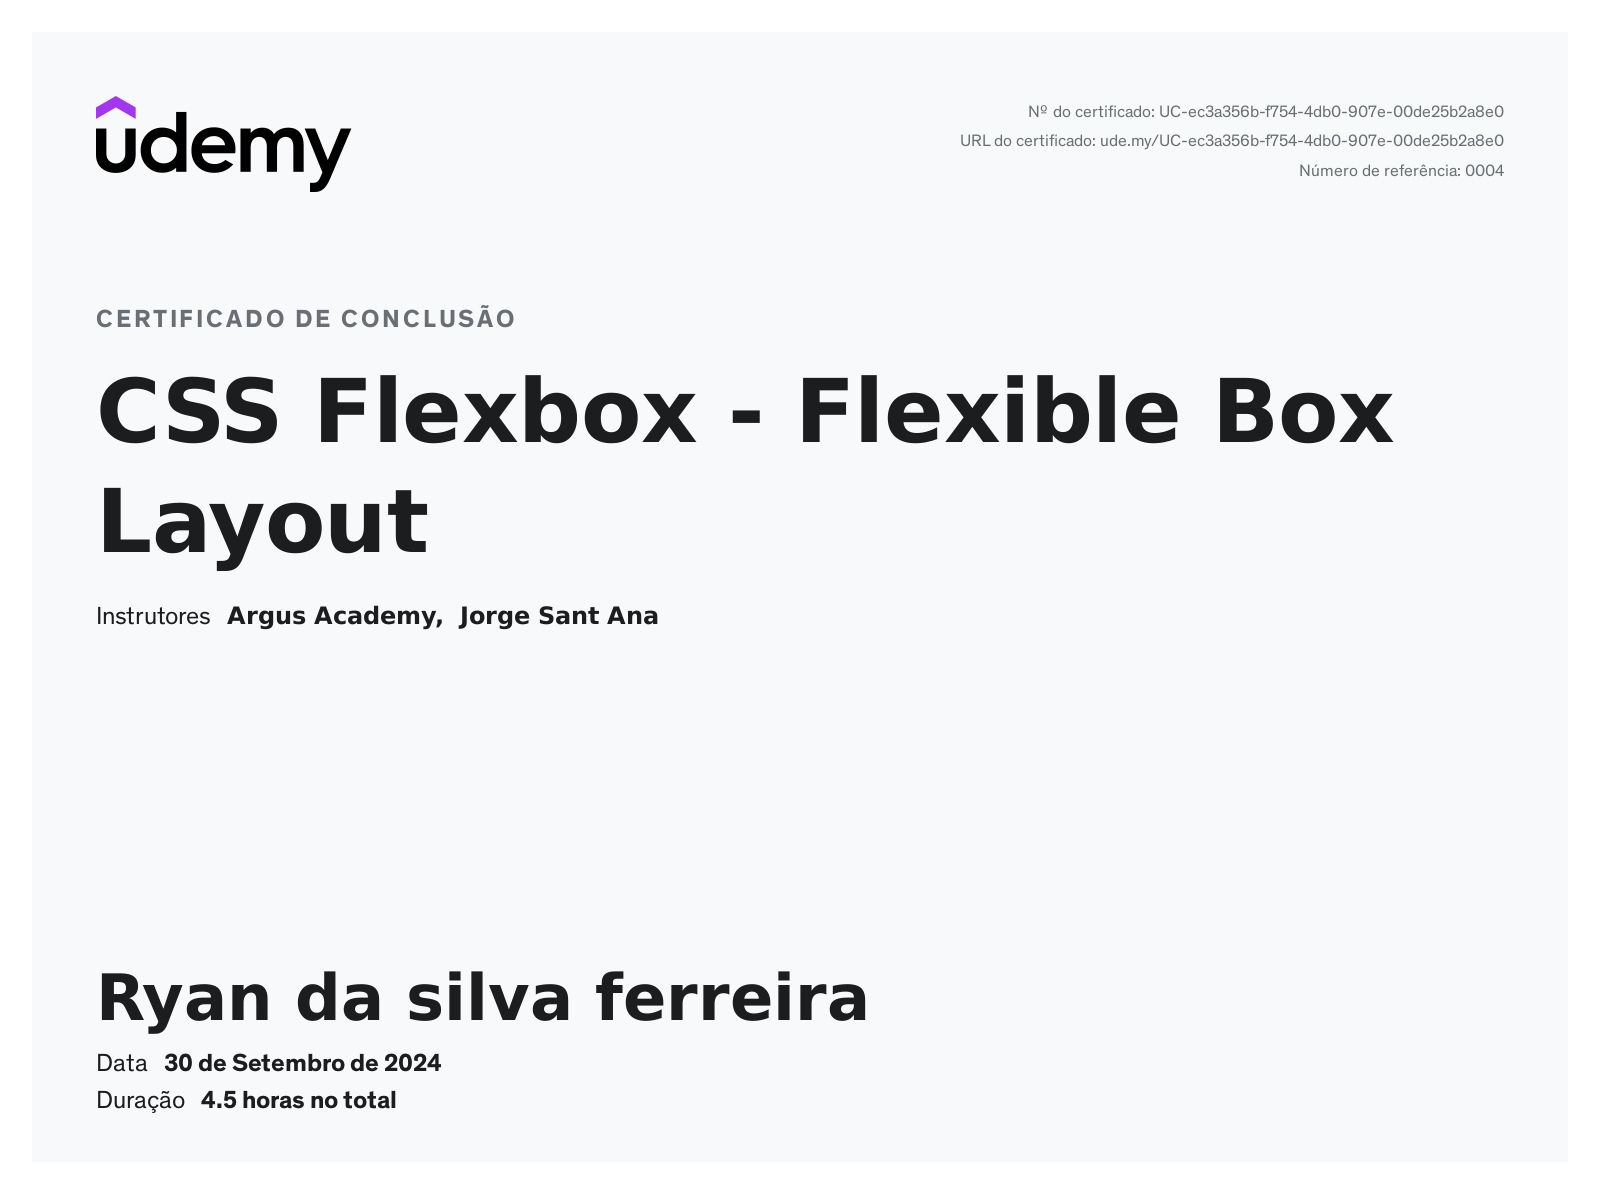 udemy
Nº do certificado: UC-ec3a356b-f754-4db0-907e-00de25b2a8e0
URL do certificado: ude.my/UC-ec3a356b-f754-4db0-907e-00de25b2a8e0
Número de referência: 0004
CERTIFICADO DE CONCLUSÃO
CSS Flexbox - Flexible Box
Layout
Instrutores Argus Academy, Jorge Sant Ana
Ryan da silva ferreira
Data 30 de Setembro de 2024
Duração 4.5 horas no total